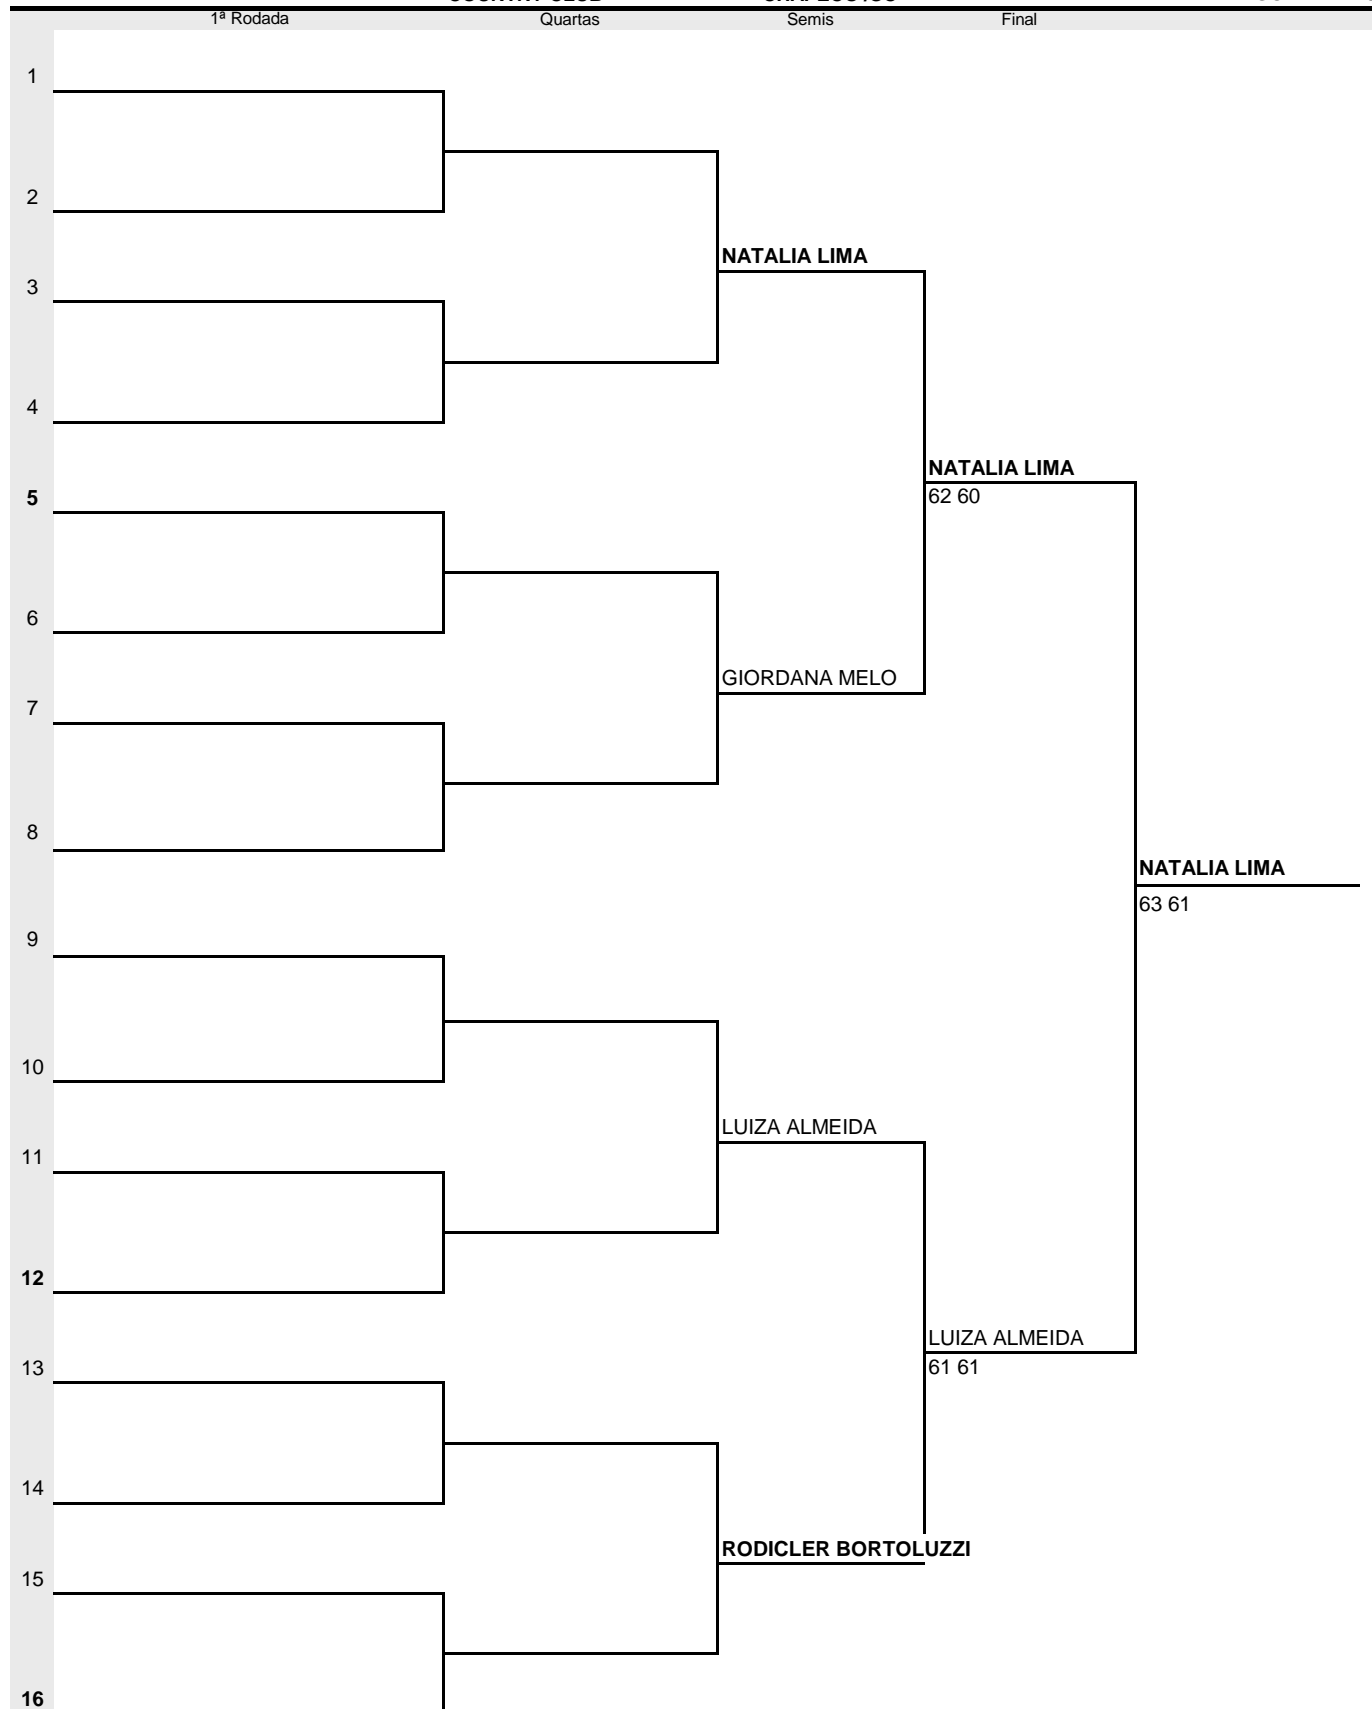 1ª Rodada Quartas Semis Final
1
2
NATALIA LIMA
3
4
NATALIA LIMA
5
62 60
6
GIORDANA MELO
7
8
NATALIA LIMA
63 61
9
10
LUIZA ALMEIDA
11
12
LUIZA ALMEIDA
13
61 61
14
RODICLER BORTOLUZZI
15
16